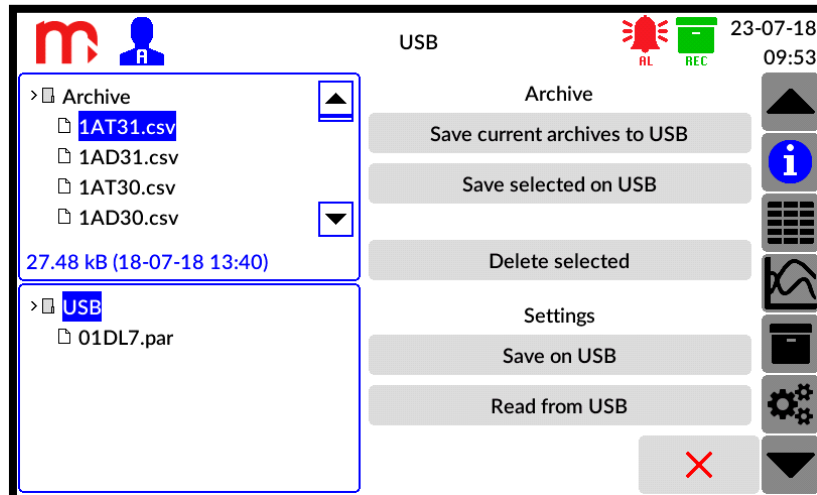 m
A
USB
AL
REC
23-07-18
09:53
> Archive
1AT31.csv
1AD31.csv
1AT30.csv
1AD30.csv
27.48 kB (18-07-18 13:40)
> USB
01DL7.par
Archive
Save current archives to USB
Save selected on USB
Delete selected
Settings
Save on USB
Read from USB
i